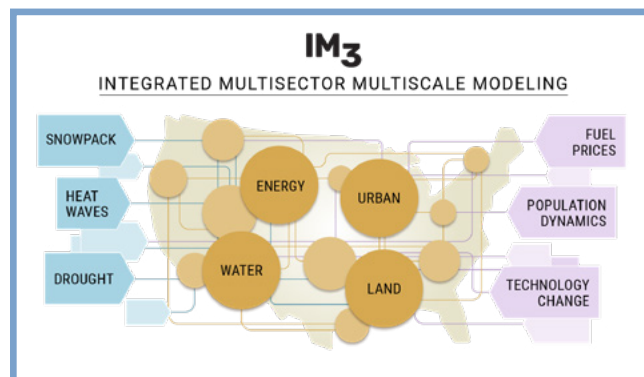 IM3
INTEGRATED MULTISECTOR MULTISCALE MODELING
SNOWPACK
HEAT
WAVES
DROUGHT
ENERGY
URBAN
WATER
LAND
FUEL
PRICES
POPULATION
DYNAMICS
TECHNOLOGY
CHANGE